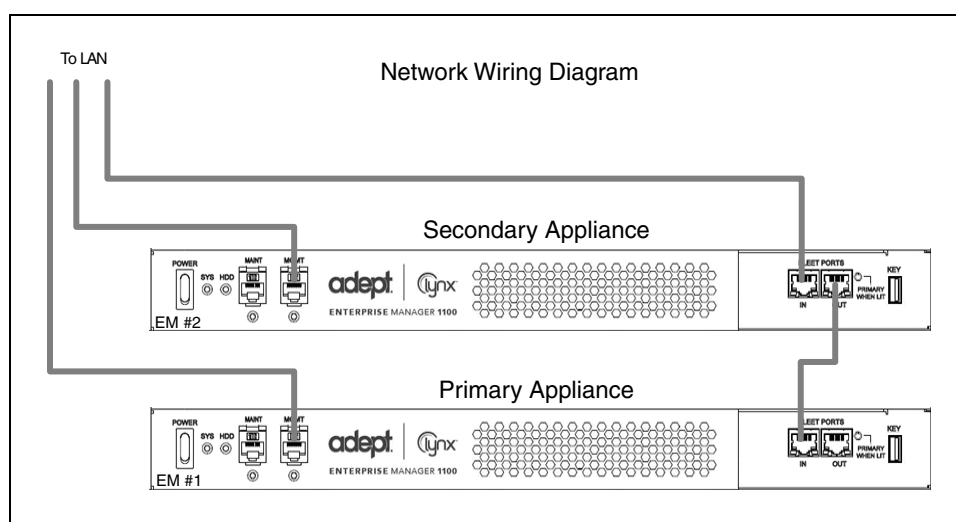 To LAN
Network Wiring Diagram
Secondary Appliance
POWER
SYS HDD
MAINT
MGMT
adept
lynx
ENTERPRISE MANAGER 1100
FLEET PORTS
IN
OUT
PRIMARY
WHEN LIT
KEY
EM #2
Primary Appliance
POWER
SYS HDD
MAINT
MGMT
adept
lynx
ENTERPRISE MANAGER 1100
FLEET PORTS
IN
OUT
PRIMARY
WHEN LIT
KEY
EM #1